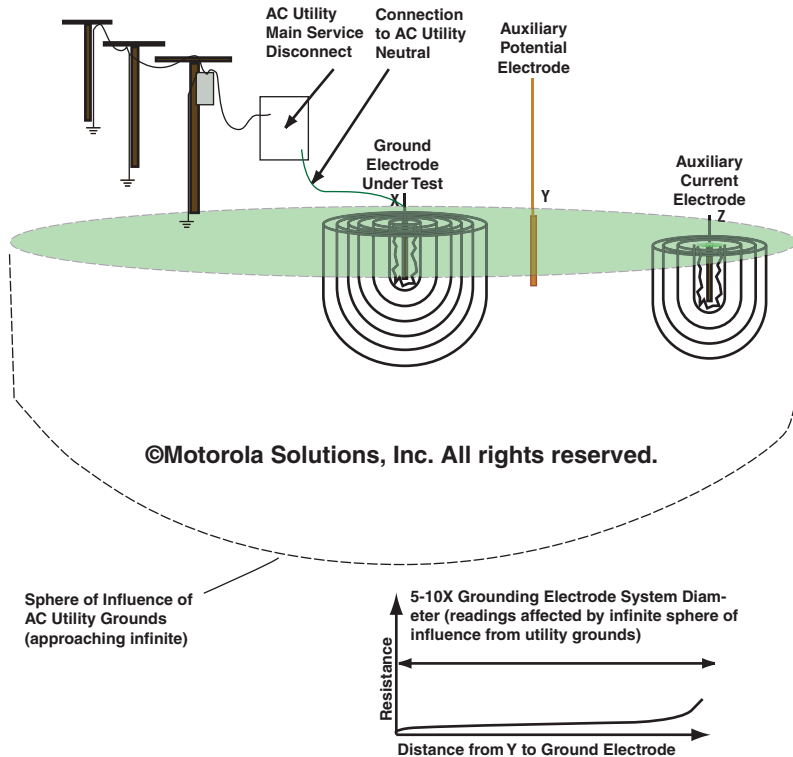 AC Utility
Main Service
Disconnect
Connection
to AC Utility
Neutral
Auxiliary
Potential
Electrode
Ground
Electrode
Under Test
Auxiliary
Current
Electrode
X
Y
Z
©Motorola Solutions, Inc. All rights reserved.
Sphere of Influence of
AC Utility Grounds
(approaching infinite)
5-10X Grounding Electrode System Diam-
eter (readings affected by infinite sphere of
influence from utility grounds)
Resistance
Distance from Y to Ground Electrode